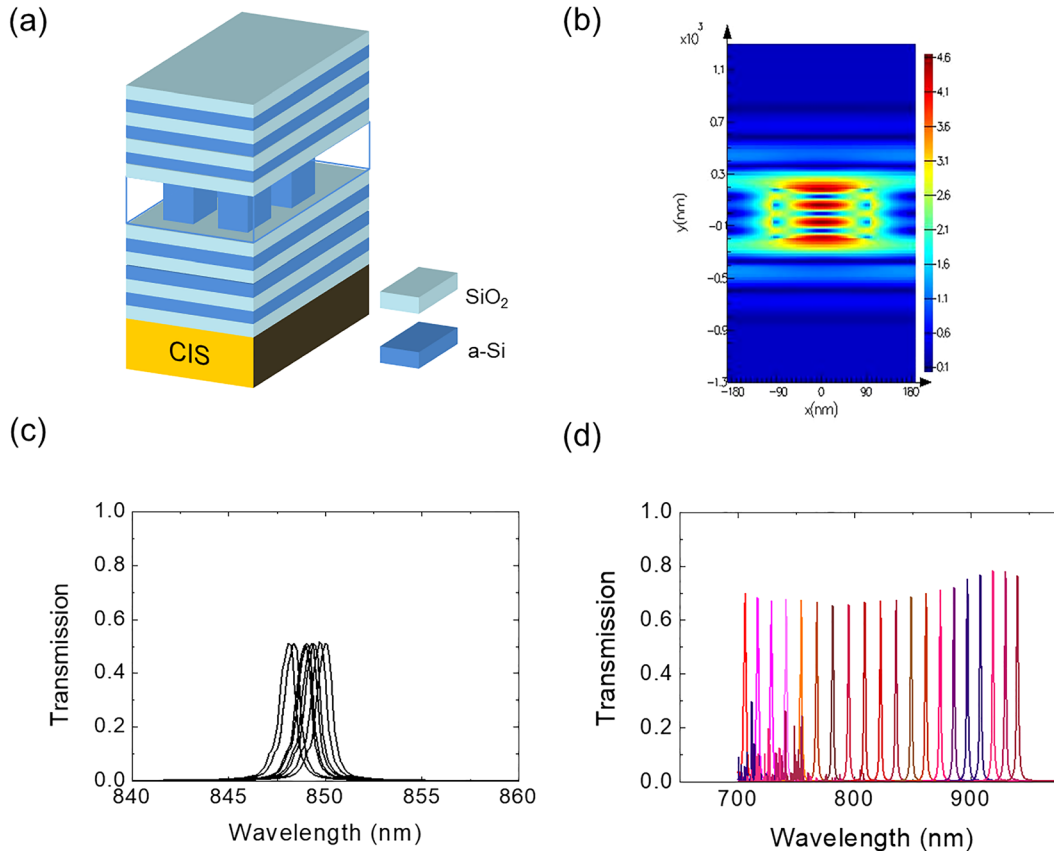 (a)
CIS
SiO₂
a-Si
(b)
×10³
1.1
0.7
0.3
-0.1
-0.5
-0.9
-1.3
y(nm)
-180 -90 0 90 180
x(nm)
4.6
4.1
3.6
3.1
2.6
2.1
1.6
1.1
0.6
0.1
(c)
1.0
0.8
0.6
0.4
0.2
0.0
Transmission
840 845 850 855 860
Wavelength (nm)
(d)
1.0
0.8
0.6
0.4
0.2
0.0
Transmission
700 800 900
Wavelength (nm)